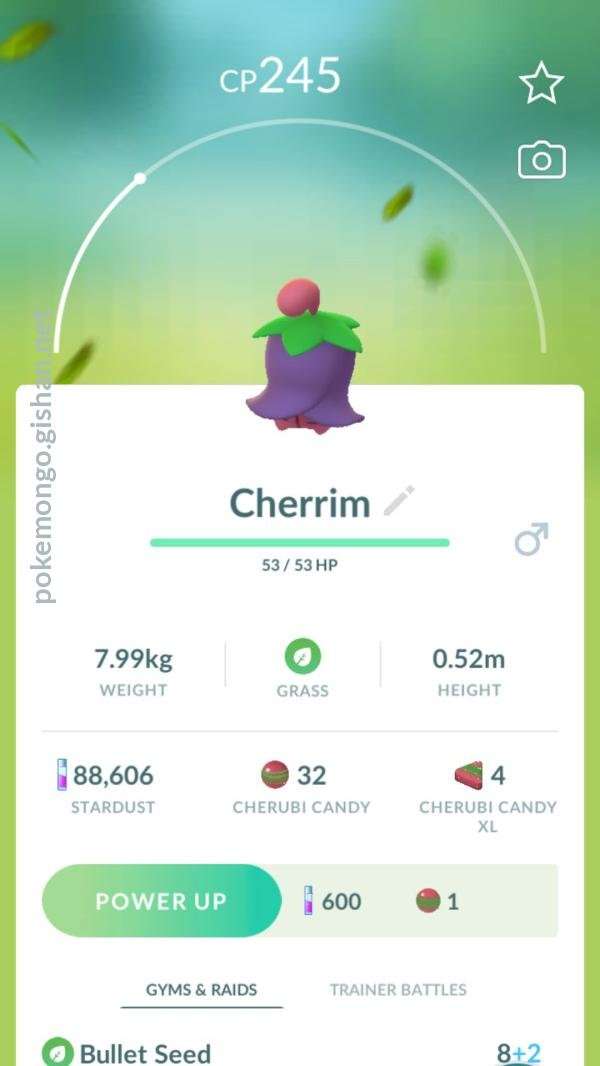 CP245
pokemongo.gishan.net
Cherrim
53 / 53 HP
7.99kg
WEIGHT
GRASS
0.52m
HEIGHT
88,606
STARDUST
32
CHERUBI CANDY
4
CHERUBI CANDY
XL
POWER UP
600
1
GYMS & RAIDS
TRAINER BATTLES
Bullet Seed
8+2